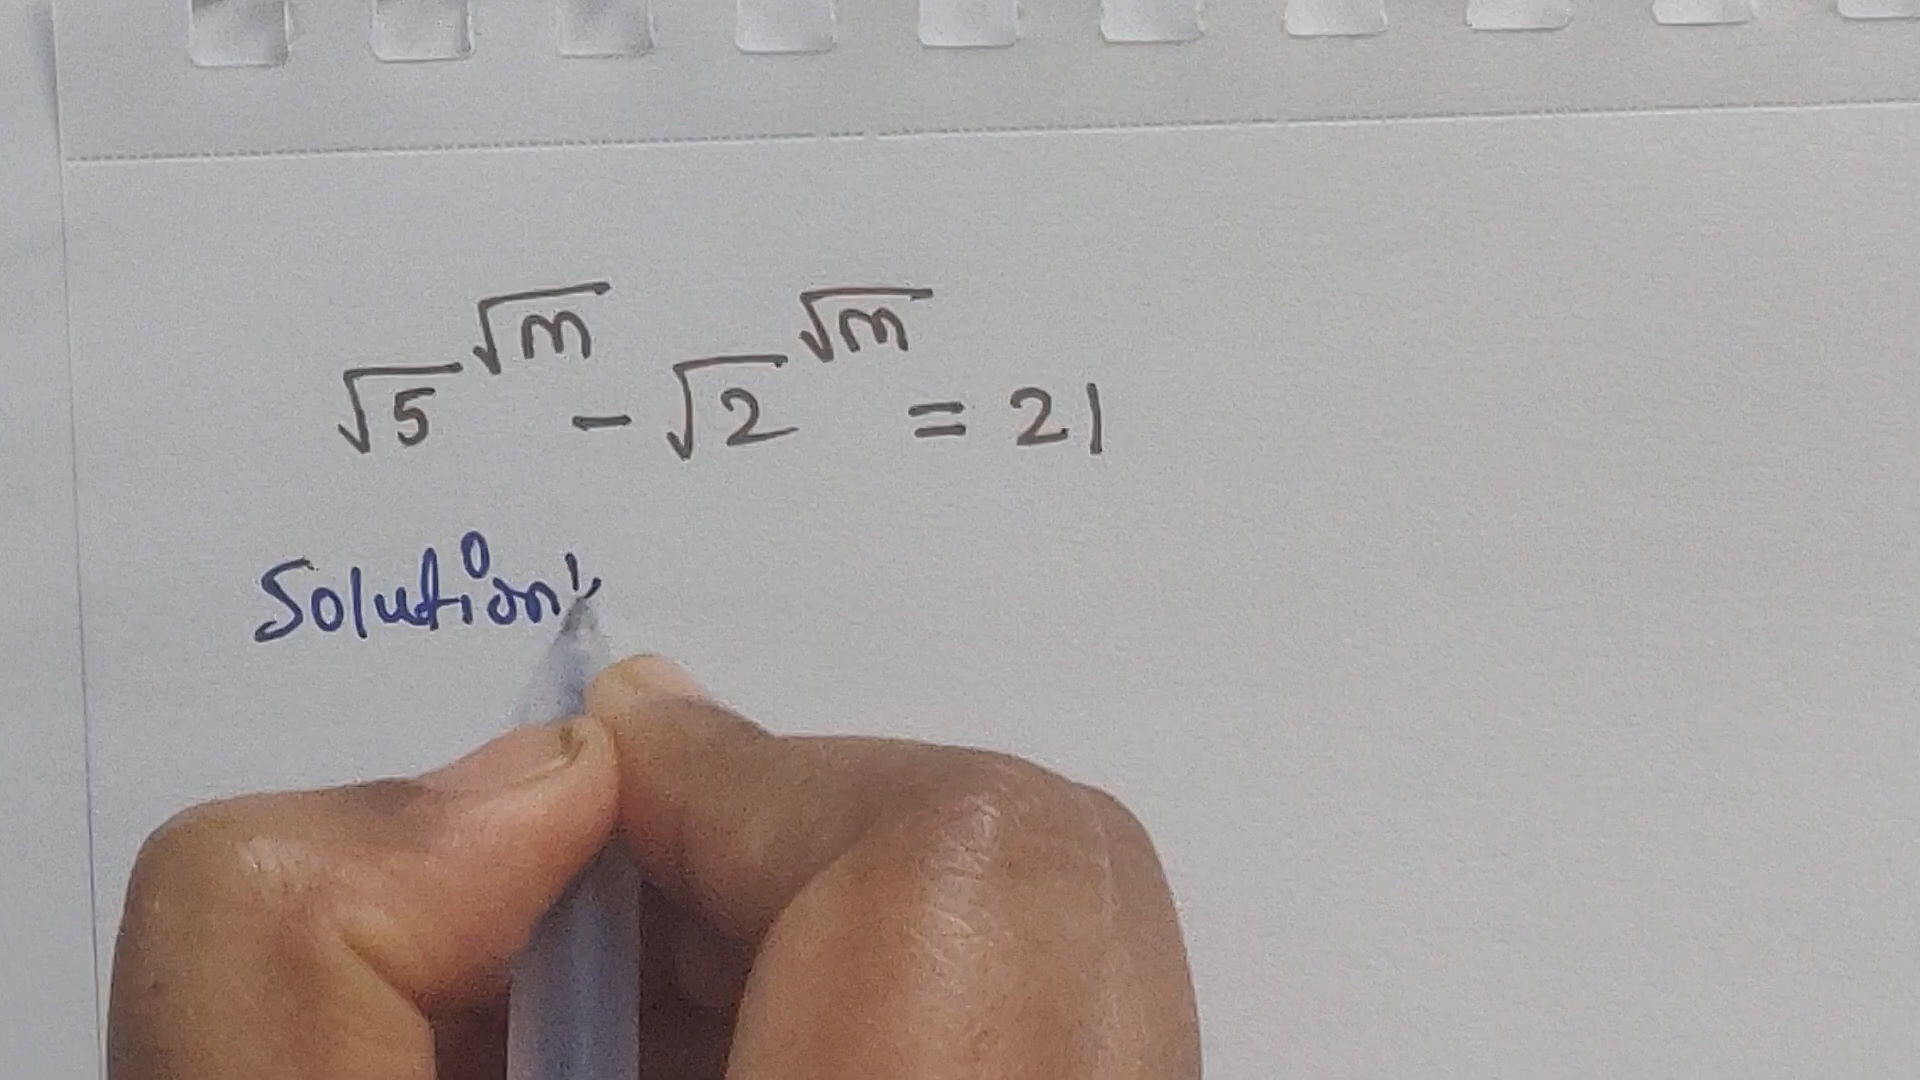 √5^√m - √2^√m = 21
Solution: